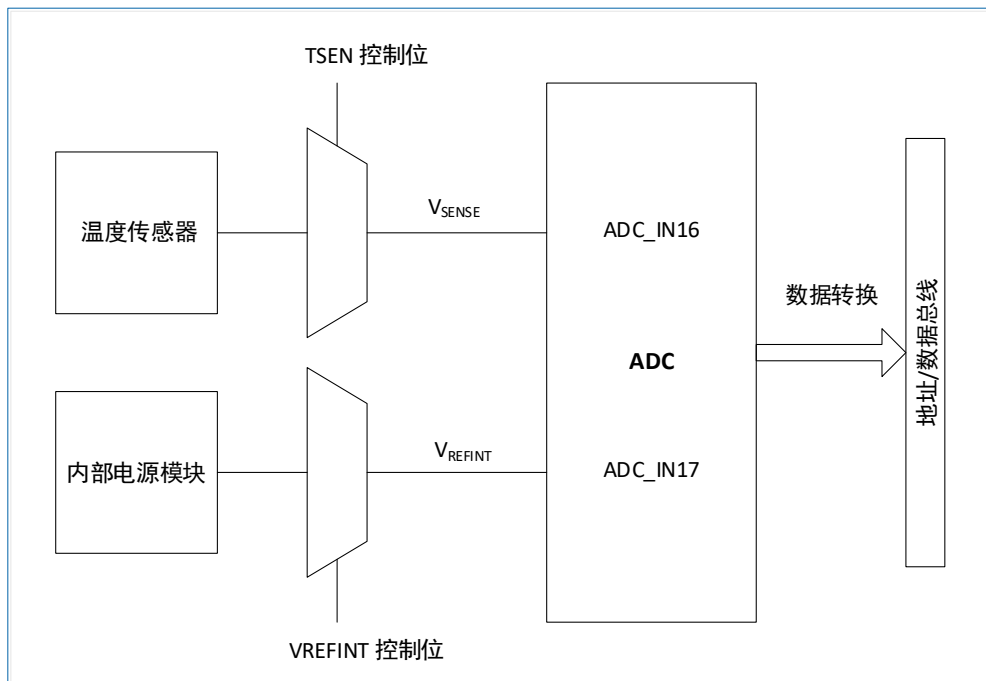 TSEN 控制位
温度传感器
VSENSE
ADC_IN16
数据转换
地址/数据总线
ADC
内部电源模块
VREFINT
ADC_IN17
VREFINT 控制位